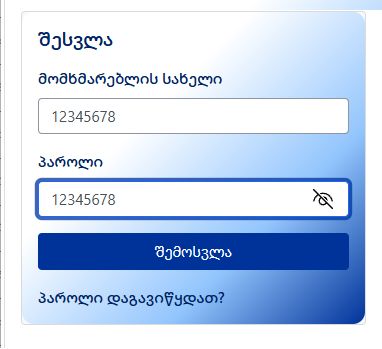 შესვლა
მომხმარებლის სახელი
12345678
პაროლი
12345678
შემოსვლა
პაროლი დაგავიწყდათ?